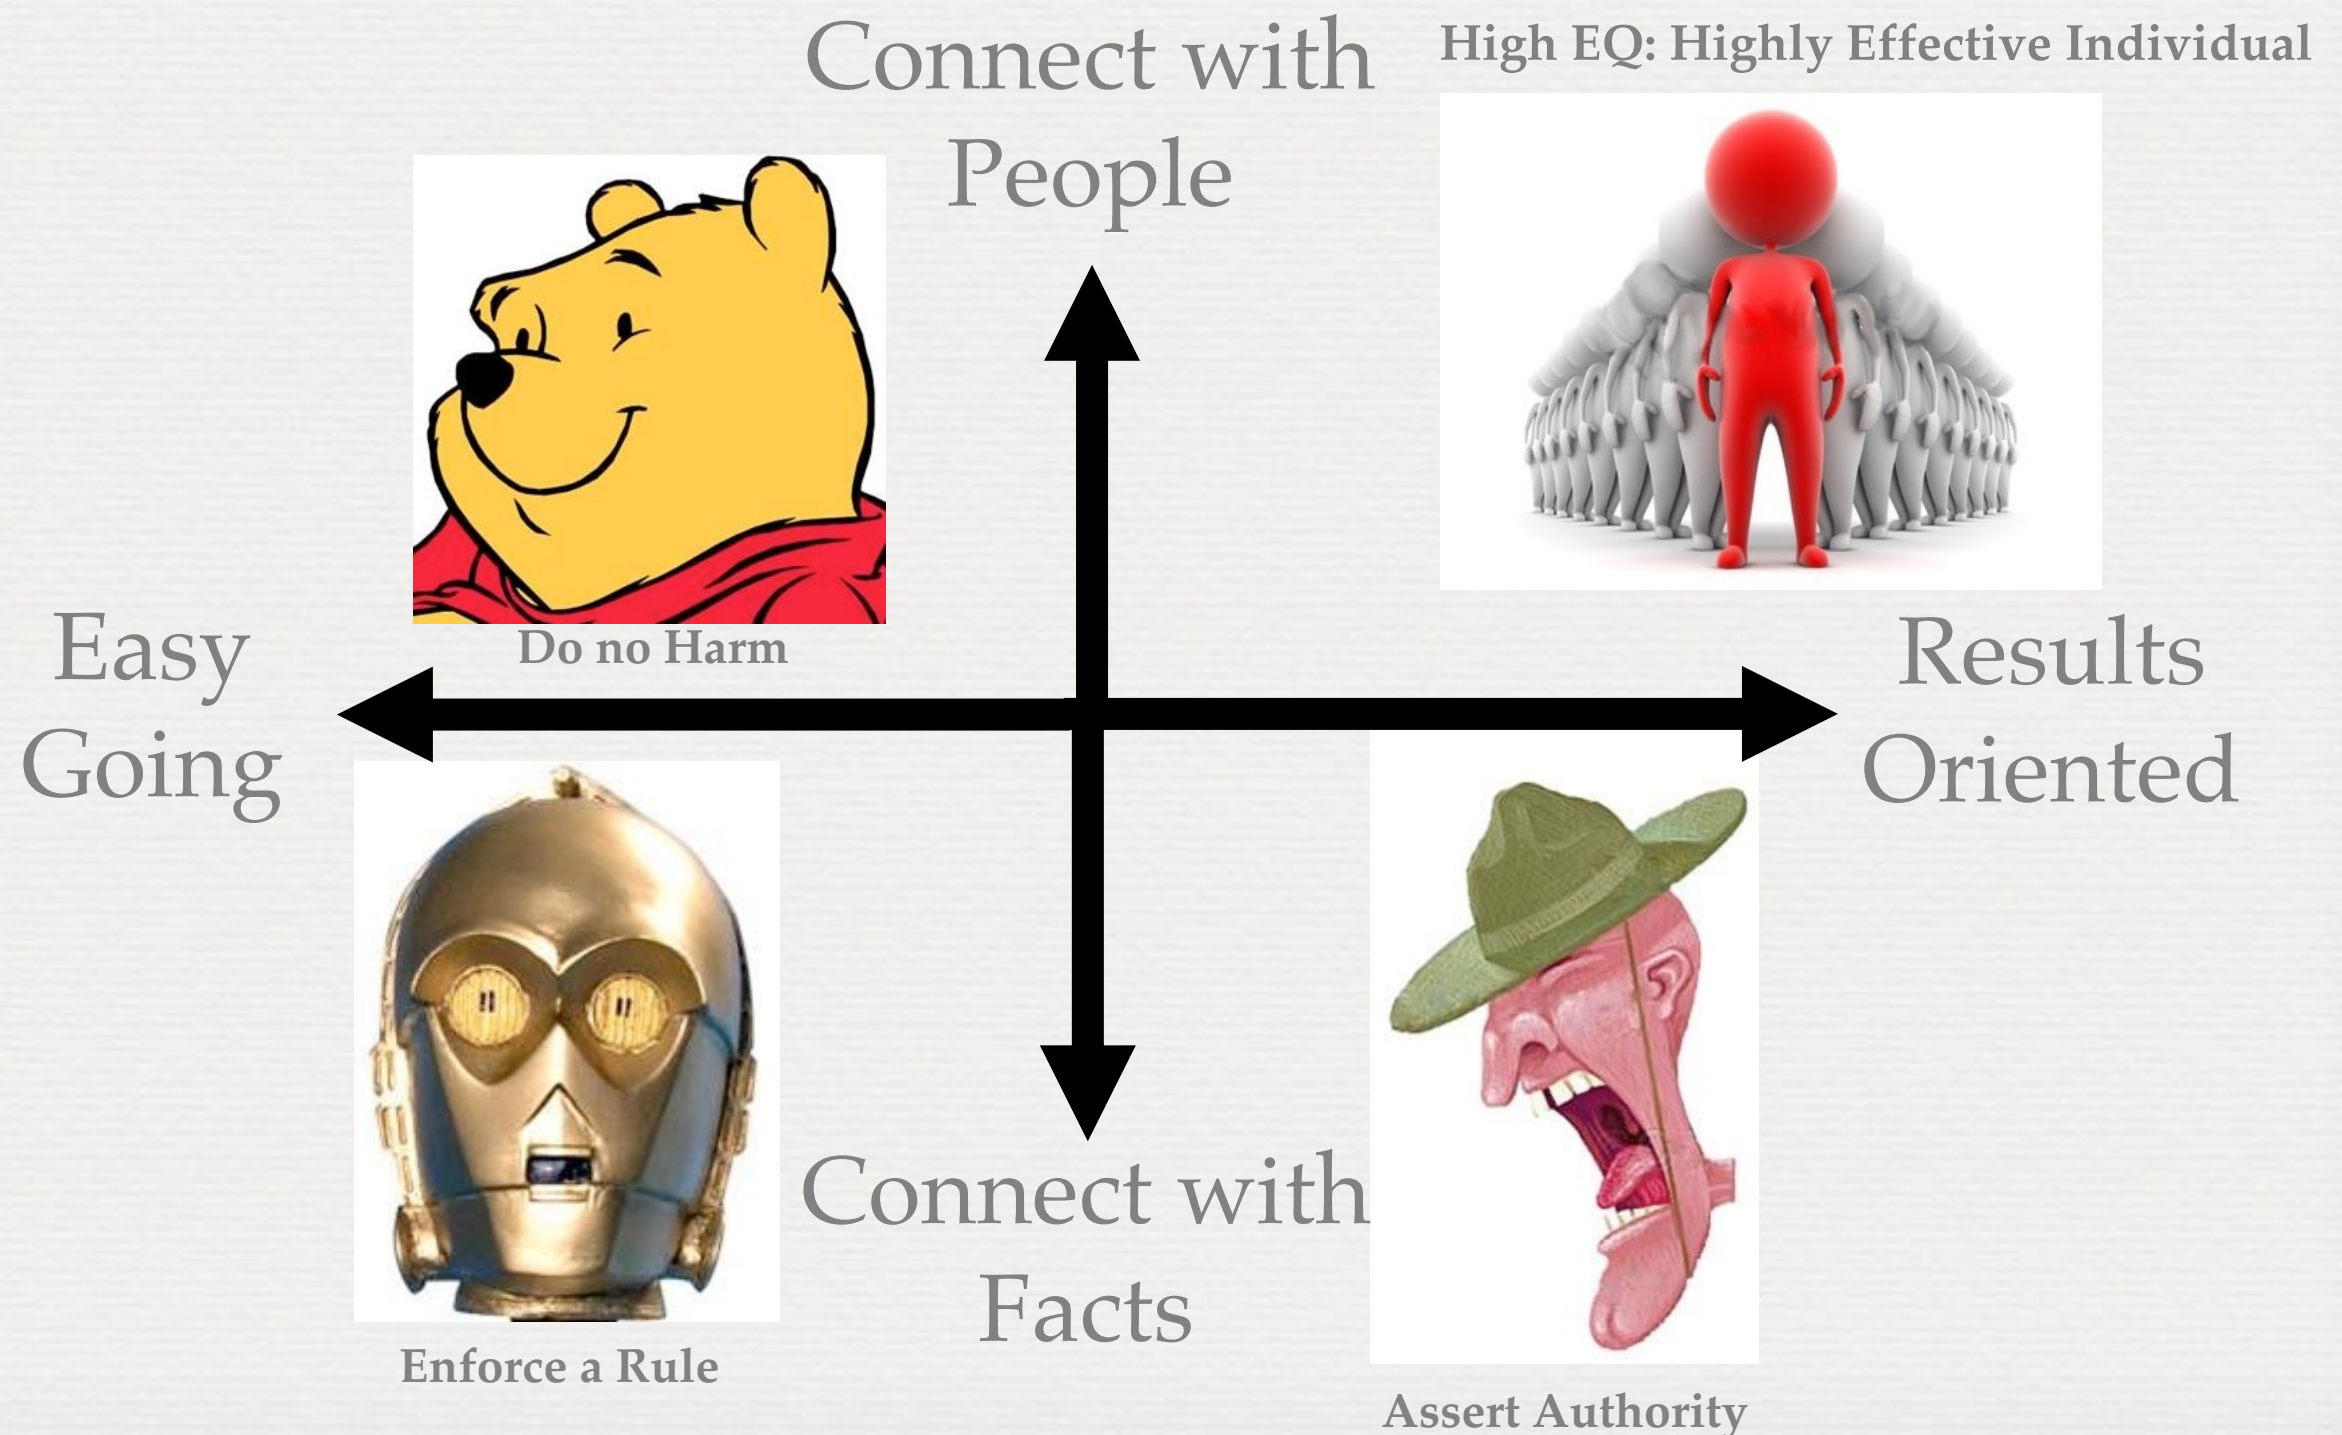 Connect with
People
High EQ: Highly Effective Individual
Do no Harm
Easy
Going
Results
Oriented
Connect with
Facts
Enforce a Rule
Assert Authority